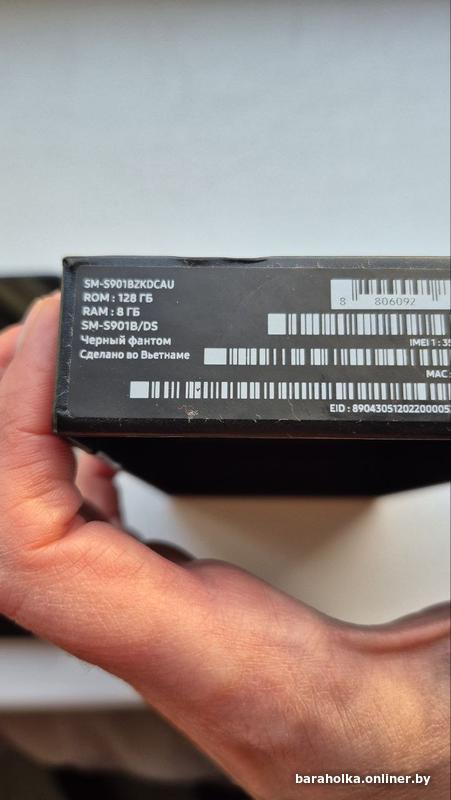 SM-S901BZKDCAU
ROM : 128 ГБ
RAM : 8 ГБ
SM-S901B/DS
Черный фантом
Сделано во Вьетнаме
8 806092
IMEI 1 : 35
MAC :
EID : 8904305120220000
baraholka.onliner.by